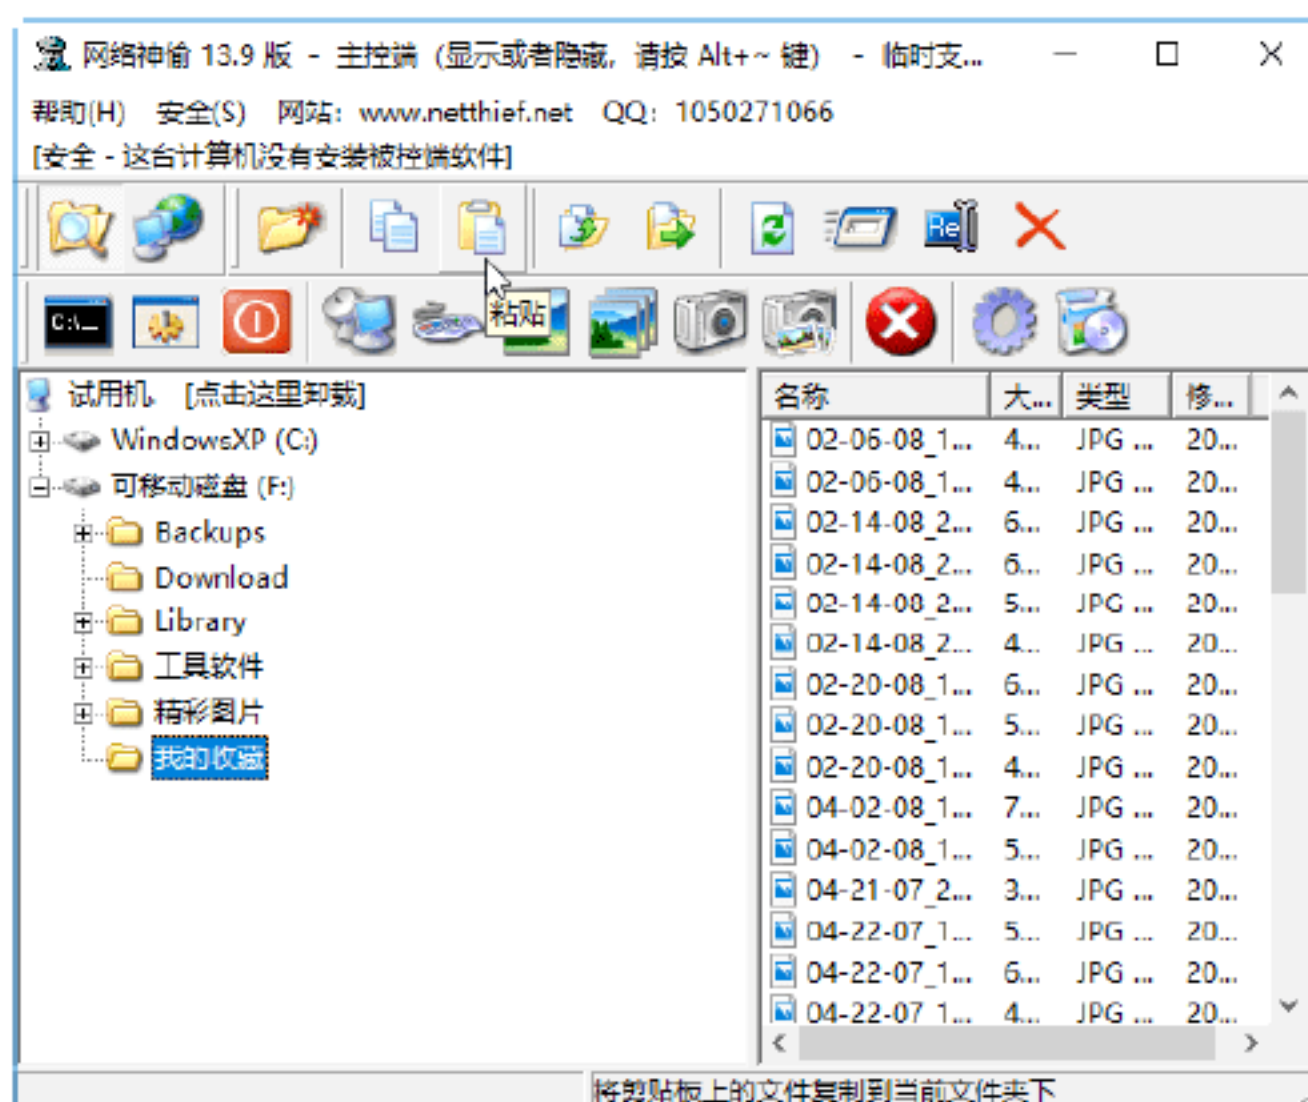 网络神偷 13.9 版 - 主控端 (显示或者隐藏, 请按 Alt+~ 键) - 临时支...
帮助(H) 安全(S) 网站: www.netthief.net QQ: 1050271066
[安全 - 这台计算机没有安装被控端软件]
Re
C:\_
粘贴
试用机 [点击这里卸载]
WindowsXP (C:)
可移动磁盘 (F:)
Backups
Download
Library
工具软件
精彩图片
我的收藏
名称 大... 类型 修...
02-06-08_1... 4... JPG ... 20...
02-06-08_1... 4... JPG ... 20...
02-14-08_2... 6... JPG ... 20...
02-14-08_2... 6... JPG ... 20...
02-14-08_2... 5... JPG ... 20...
02-14-08_2... 4... JPG ... 20...
02-20-08_1... 6... JPG ... 20...
02-20-08_1... 5... JPG ... 20...
02-20-08_1... 4... JPG ... 20...
04-02-08_1... 7... JPG ... 20...
04-02-08_1... 5... JPG ... 20...
04-21-07_2... 3... JPG ... 20...
04-22-07_1... 5... JPG ... 20...
04-22-07_1... 6... JPG ... 20...
04-22-07_1... 4... JPG ... 20...
将剪贴板上的文件复制到当前文件夹下